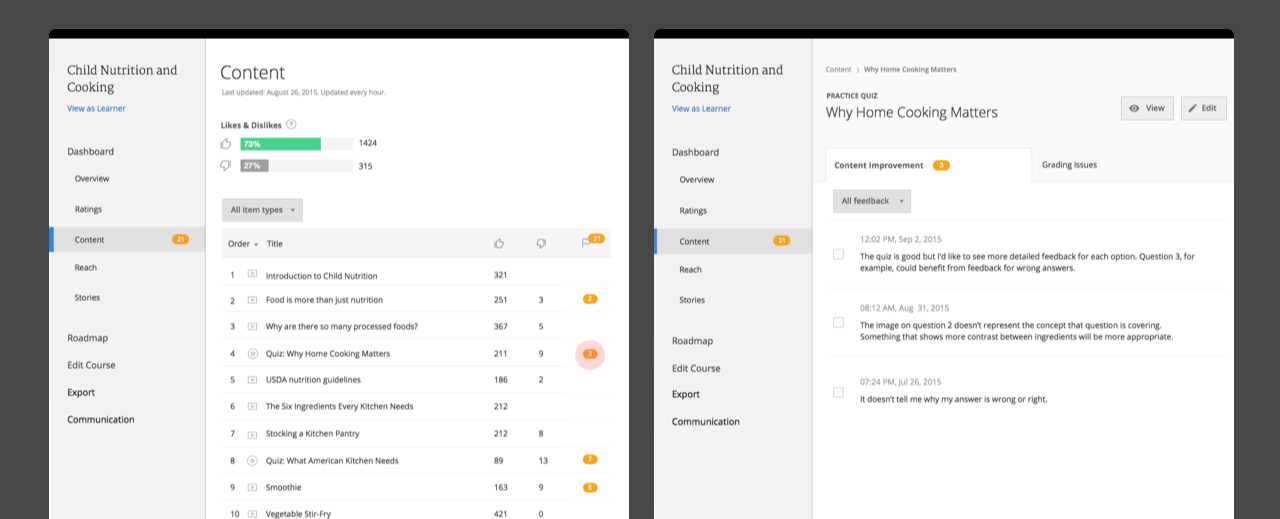 Child Nutrition and
Cooking
View as Learner
Dashboard
Overview
Ratings
Content 21
Reach
Stories
Roadmap
Edit Course
Export
Communication
Content
Last updated: August 26, 2015. Updated every hour.
Likes & Dislikes ?
73% 1424
27% 315
All item types
Order Title 21
1 Introduction to Child Nutrition 321
2 Food is more than just nutrition 251 3 2
3 Why are there so many processed foods? 367 5
4 Quiz: Why Home Cooking Matters 211 9 3
5 USDA nutrition guidelines 186 2
6 The Six Ingredients Every Kitchen Needs 212
7 Stocking a Kitchen Pantry 212 8
8 Quiz: What American Kitchen Needs 89 13 7
9 Smoothie 163 9 8
10 Vegetable Stir-Fry 421 0
Child Nutrition and
Cooking
View as Learner
Dashboard
Overview
Ratings
Content 21
Reach
Stories
Roadmap
Edit Course
Export
Communication
Content > Why Home Cooking Matters
PRACTICE QUIZ
Why Home Cooking Matters
View Edit
Content Improvement 3 Grading Issues
All feedback
12:02 PM, Sep 2, 2015
The quiz is good but I'd like to see more detailed feedback for each option. Question 3, for
example, could benefit from feedback for wrong answers.
08:12 AM, Aug 31, 2015
The image on question 2 doesn't represent the concept that question is covering.
Something that shows more contrast between ingredients will be more appropriate.
07:24 PM, Jul 26, 2015
It doesn't tell me why my answer is wrong or right.